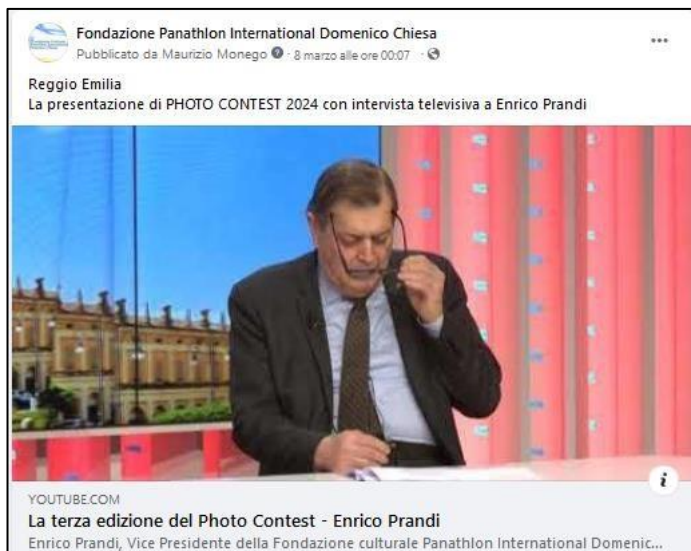 Fondazione Panathlon International Domenico Chiesa
Pubblicato da Maurizio Monego · 8 marzo alle ore 00:07 ·
Reggio Emilia
La presentazione di PHOTO CONTEST 2024 con intervista televisiva a Enrico Prandi
YOUTUBE.COM
La terza edizione del Photo Contest - Enrico Prandi
Enrico Prandi, Vice Presidente della Fondazione culturale Panathlon International Domenic...